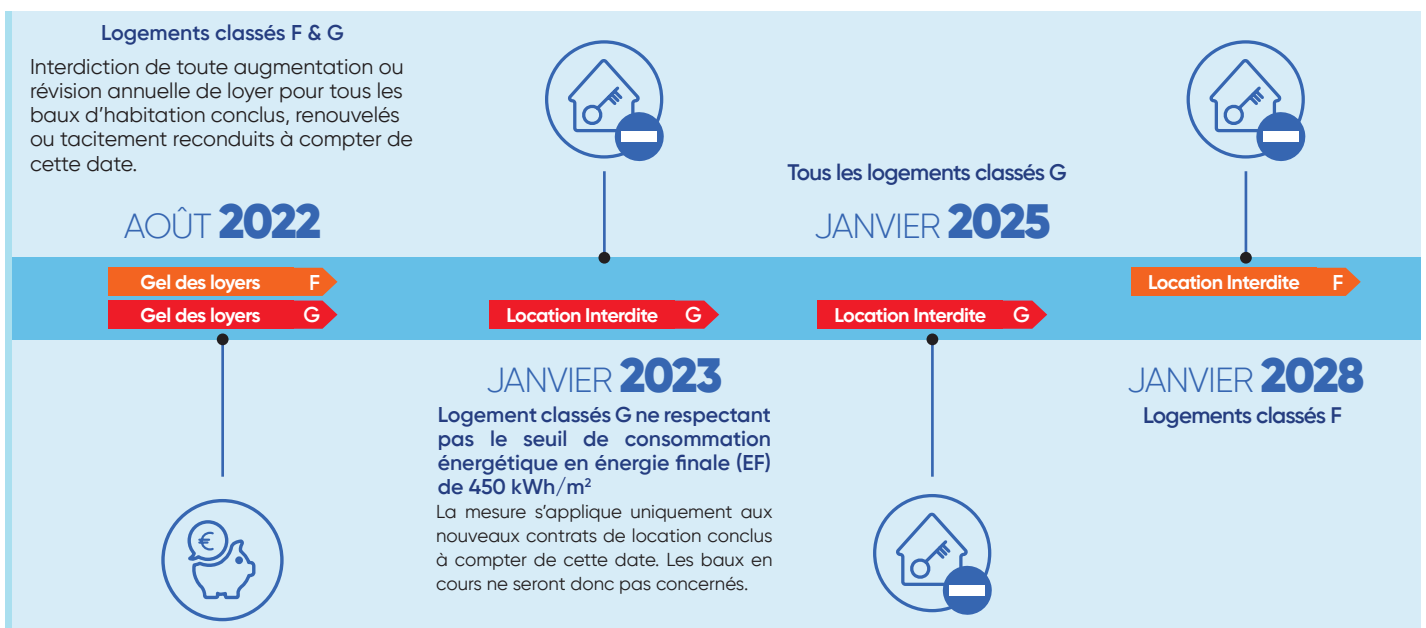 Logements classés F & G
Interdiction de toute augmentation ou
révision annuelle de loyer pour tous les
baux d'habitation conclus, renouvelés
ou tacitement reconduits à compter de
cette date.
AOÛT 2022
Gel des loyers F
Gel des loyers G
€
Location Interdite G
JANVIER 2023
Logement classés G ne respectant
pas le seuil de consommation
énergétique en énergie finale (EF)
de 450 kWh/m²
La mesure s'applique uniquement aux
nouveaux contrats de location conclus
à compter de cette date. Les baux en
cours ne seront donc pas concernés.
Tous les logements classés G
JANVIER 2025
Location Interdite G
Location Interdite F
JANVIER 2028
Logements classés F